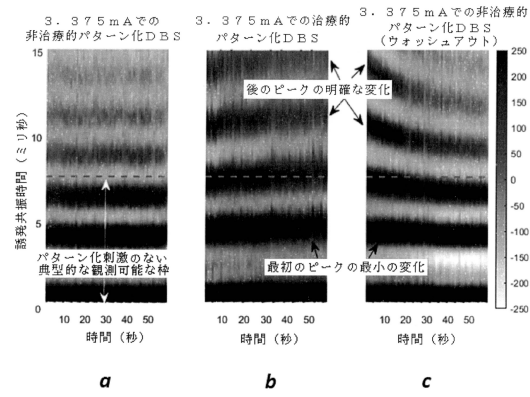 ３．３７５ｍＡでの
非治療的パターン化ＤＢＳ
３．３７５ｍＡでの治療的
パターン化ＤＢＳ
３．３７５ｍＡでの非治療的
パターン化ＤＢＳ
（ウォッシュアウト）
誘発共振時間（ミリ秒）
15
10
5
0
後のピークの明確な変化
パターン化刺激のない
典型的な観測可能な枠
最初のピークの最小の変化
250
200
150
100
50
0
-50
-100
-150
-200
-250
10 20 30 40 50
10 20 30 40 50
10 20 30 40 50
時間（秒）
時間（秒）
時間（秒）
a
b
c